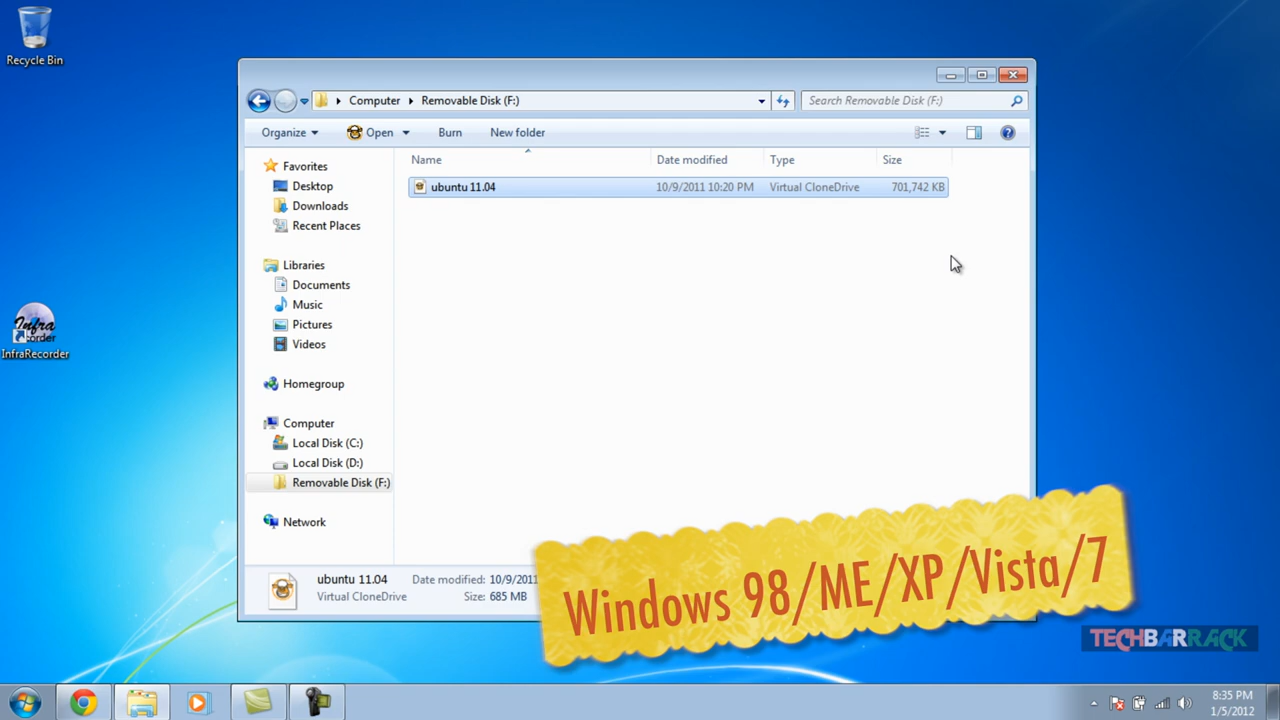 Recycle Bin
Computer
Removable Disk (F:)
Search Removable Disk (F:)
Organize
Open
Burn
New folder
Name
Date modified
Type
Size
ubuntu 11.04
10/9/2011 10:20 PM
Virtual CloneDrive
701,742 KB
Favorites
Desktop
Downloads
Recent Places
Libraries
Documents
Music
Pictures
Videos
Homegroup
Computer
Local Disk (C:)
Local Disk (D:)
Removable Disk (F:)
Network
Infra
InfraRecorder
ubuntu 11.04
Date modified: 10/9/2011
Virtual CloneDrive
Size: 685 MB
Windows 98/ME/XP/Vista/7
TECHBARRACK
8:35 PM
1/5/2012